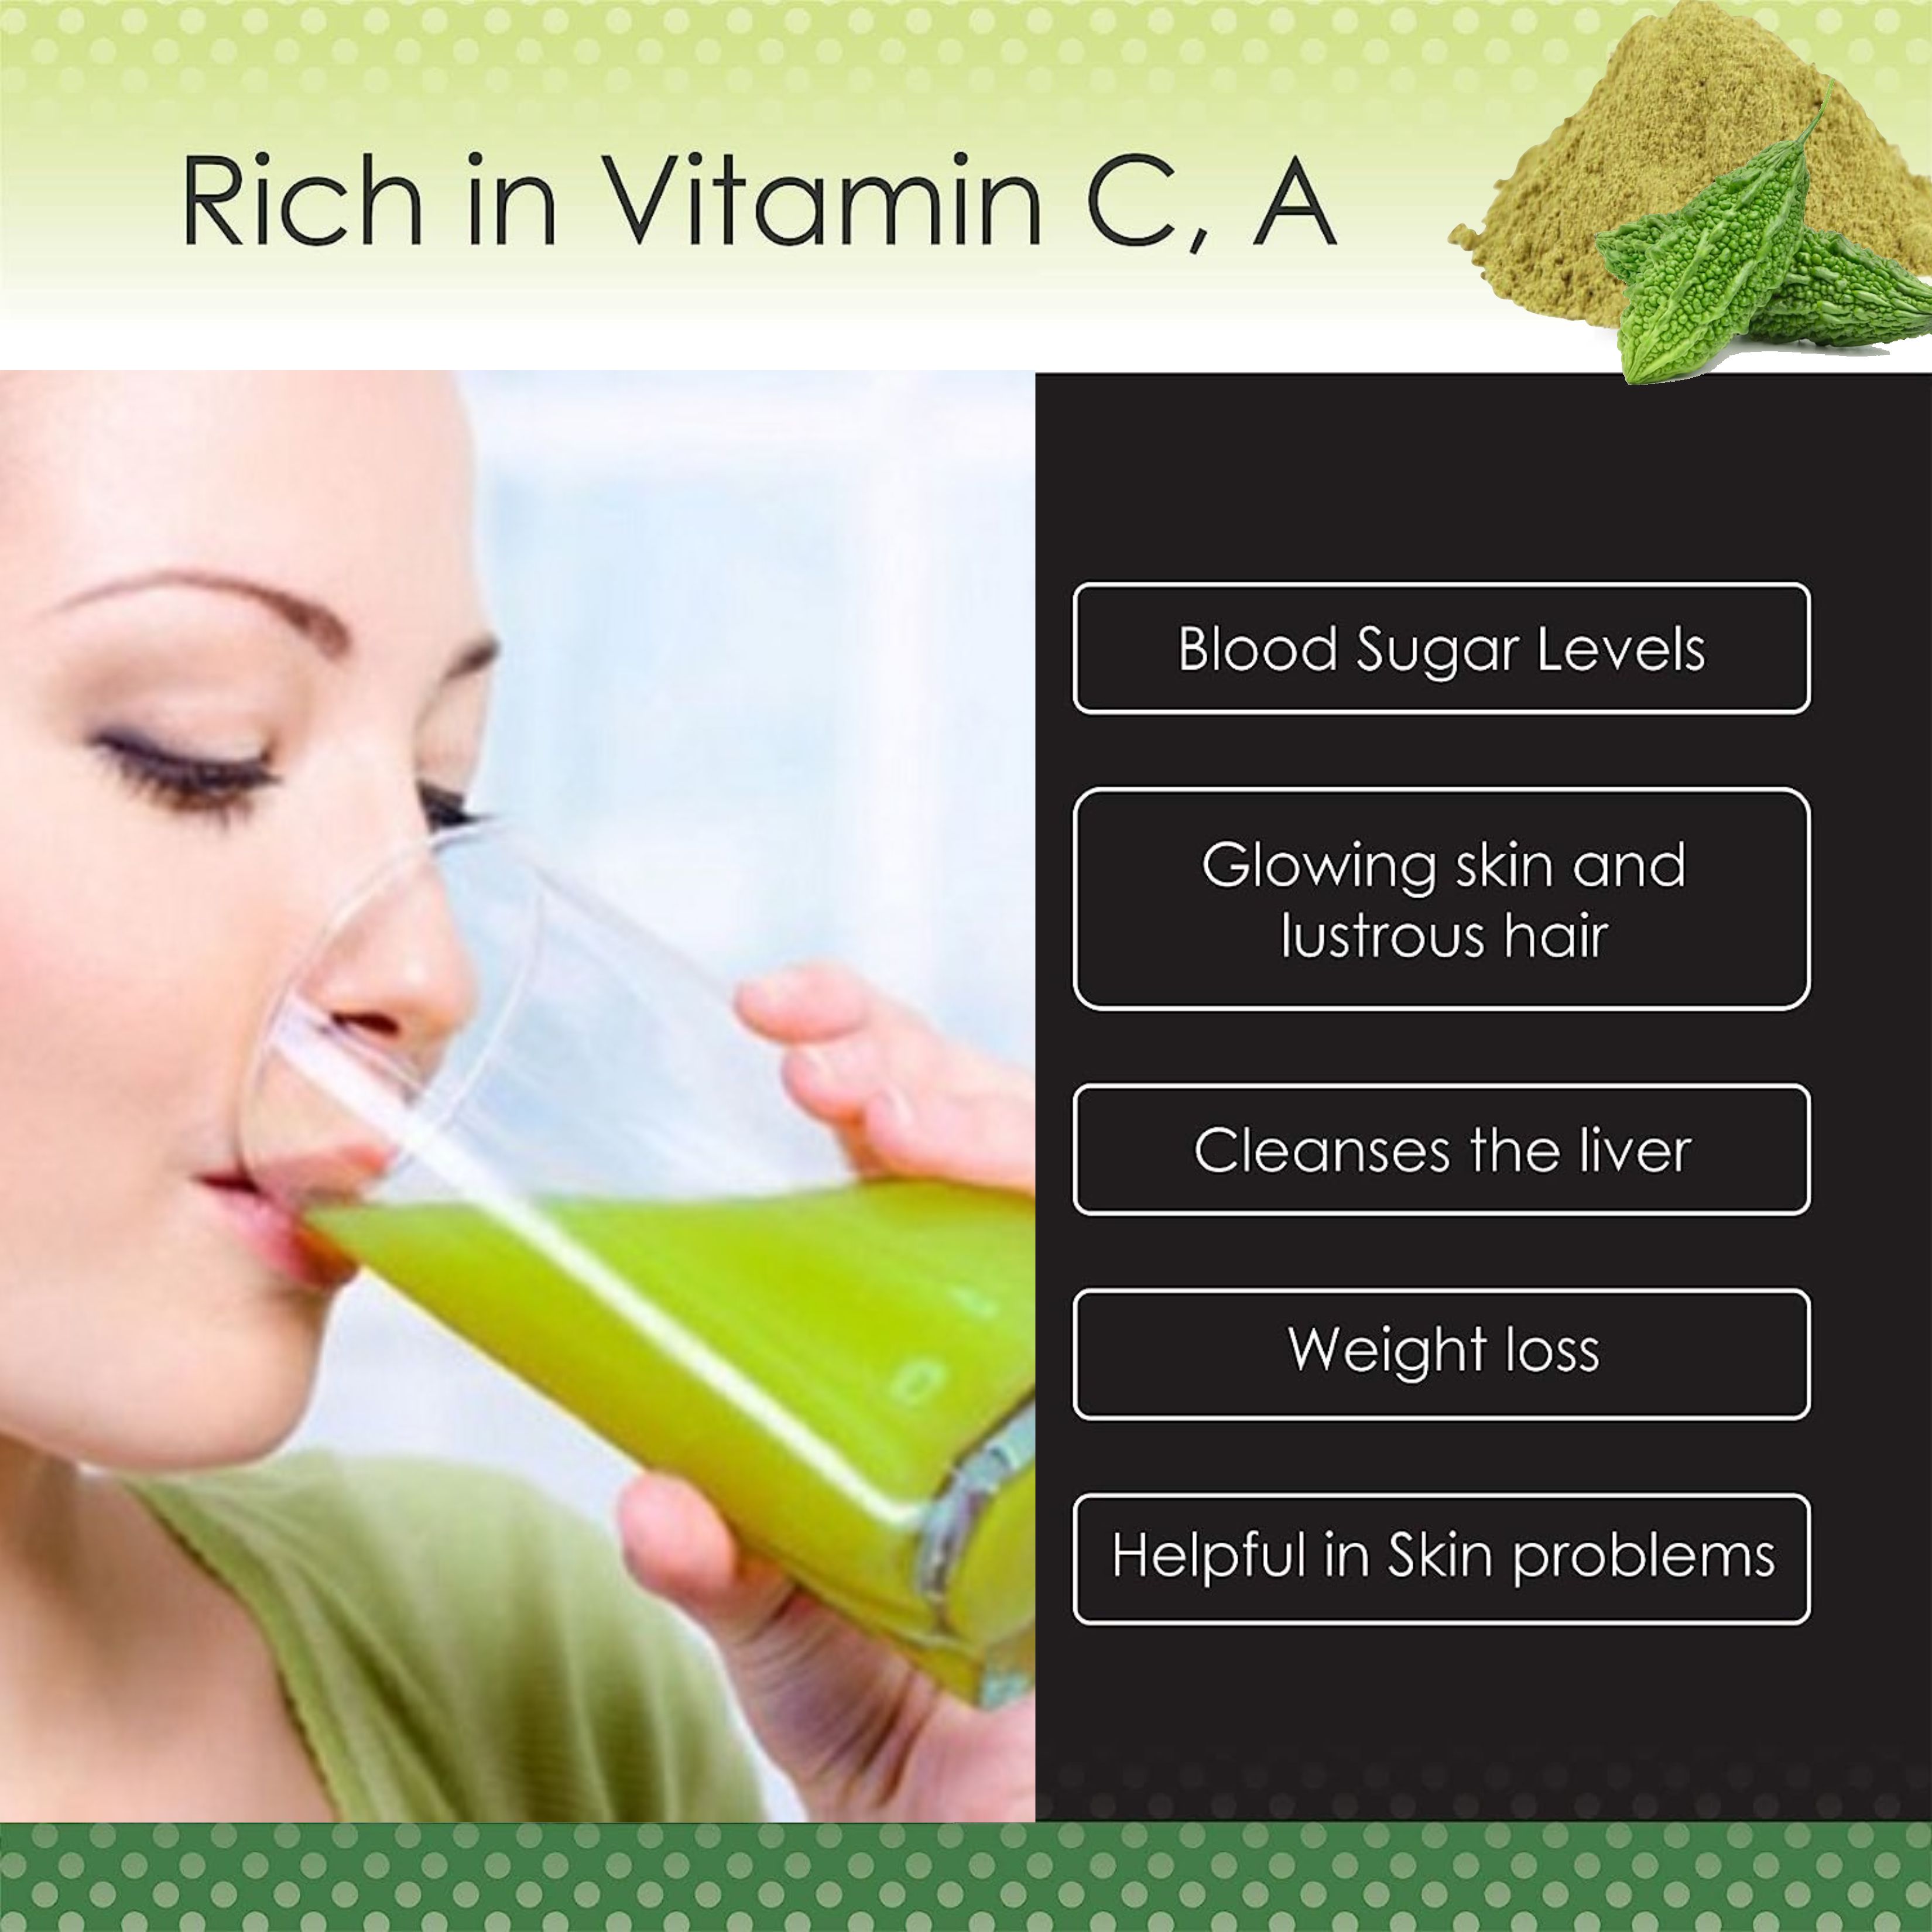 Rich in Vitamin C, A
Blood Sugar Levels
Glowing skin and
lustrous hair
Cleanses the liver
Weight loss
Helpful in Skin problems